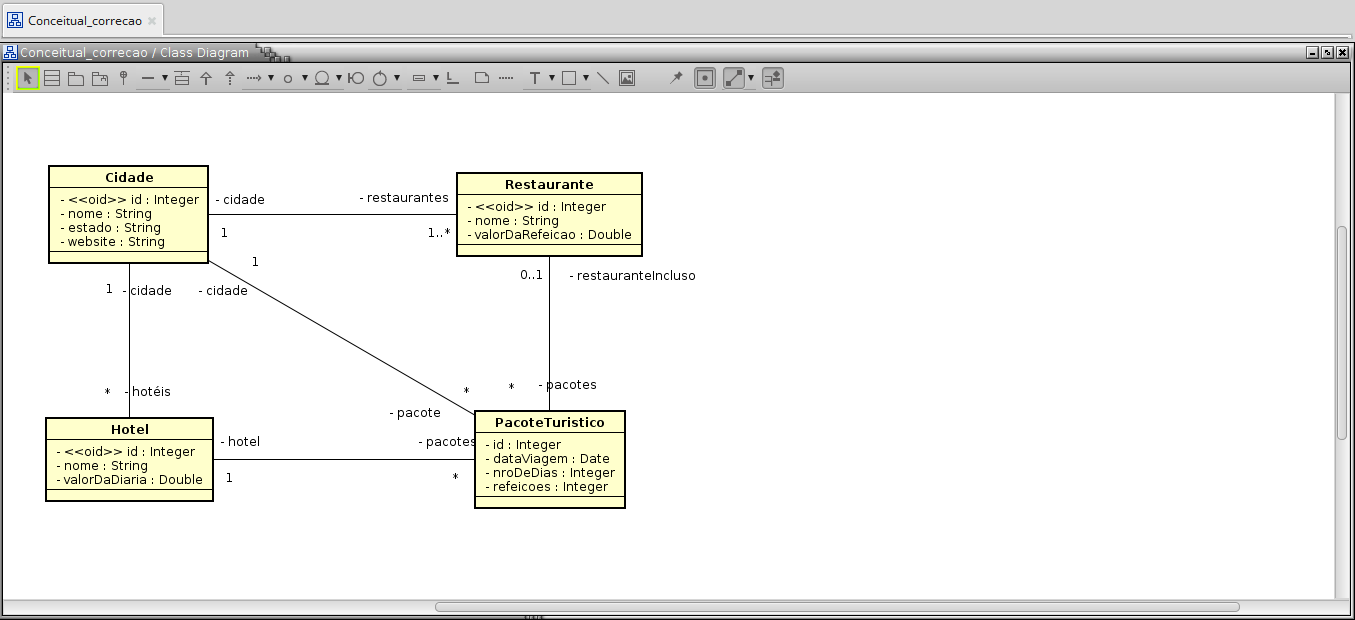 Conceitual_correcao
Conceitual_correcao / Class Diagram
T
Cidade
- <<oid>> id : Integer
- nome : String
- estado : String
- website : String
- cidade
- restaurantes
1
1..*
Restaurante
- <<oid>> id : Integer
- nome : String
- valorDaRefeicao : Double
1
0..1
- restauranteIncluso
1
- cidade
- cidade
*
- hotéis
*
*
- pacotes
- pacote
Hotel
- <<oid>> id : Integer
- nome : String
- valorDaDiaria : Double
- hotel
- pacotes
1
*
PacoteTuristico
- id : Integer
- dataViagem : Date
- nroDeDias : Integer
- refeicoes : Integer